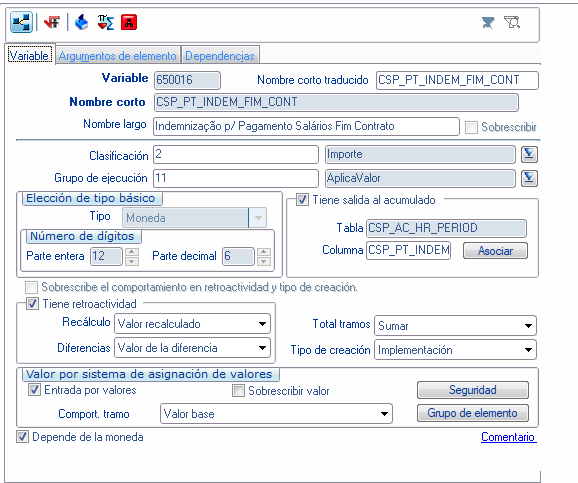 Variable Argumentos de elemento Dependencias
Variable 650016 Nombre corto traducido CSP_PT_INDEM_FIM_CONT
Nombre corto CSP_PT_INDEM_FIM_CONT
Nombre largo Indemnização p/ Pagamento Salários Fim Contrato Sobrescribir
Clasificación 2 Importe
Grupo de ejecución 11 AplicaValor
Elección de tipo básico Tiene salida al acumulado
Tipo Moneda Tabla CSP_AC_HR_PERIOD
Número de dígitos Columna CSP_PT_INDEM Asociar
Parte entera 12 Parte decimal 6
Sobrescribe el comportamiento en retroactividad y tipo de creación.
Tiene retroactividad
Recálculo Valor recalculado Total tramos Sumar
Diferencias Valor de la diferencia Tipo de creación Implementación
Valor por sistema de asignación de valores
Entrada por valores Sobrescribir valor Seguridad
Comport. tramo Valor base Grupo de elemento
Depende de la moneda Comentario